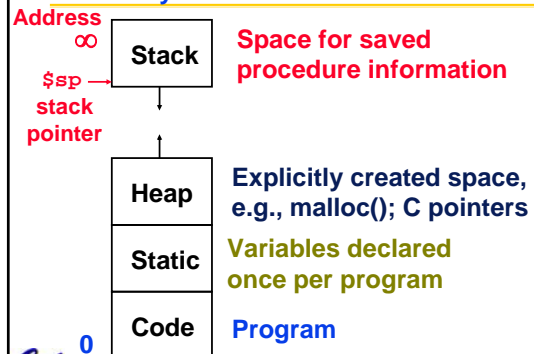 Address
∞
Stack
Space for saved
procedure information
$sp
stack
pointer
Heap
Explicitly created space,
e.g., malloc(); C pointers
Static
Variables declared
once per program
Code
Program
0